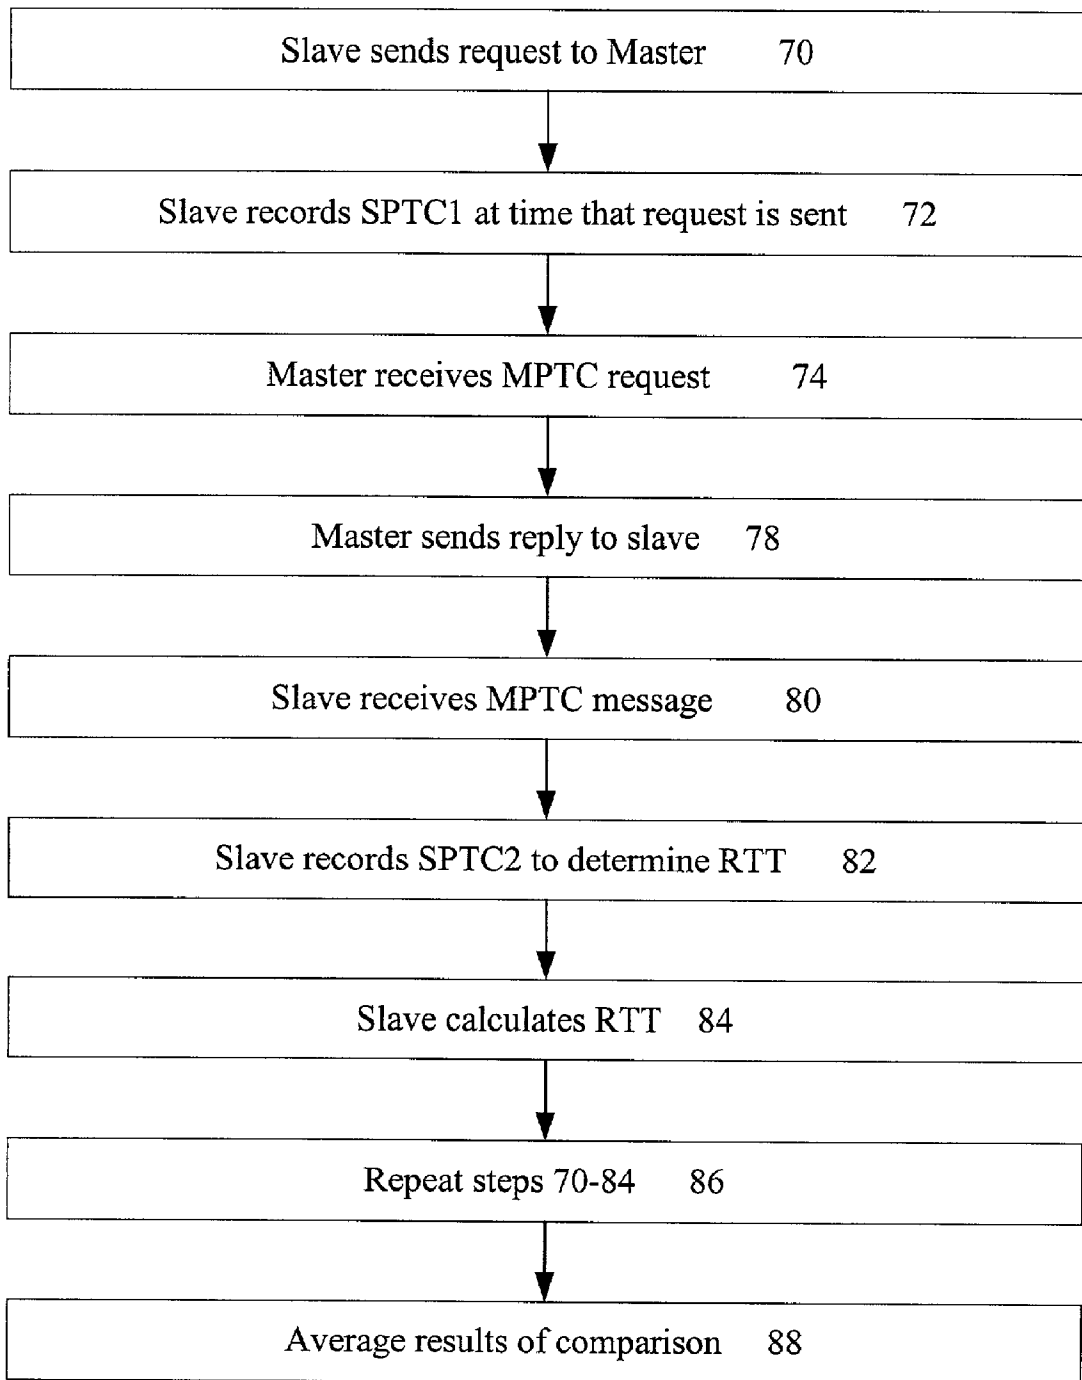 Slave sends request to Master 70
Slave records SPTC1 at time that request is sent 72
Master receives MPTC request 74
Master sends reply to slave 78
Slave receives MPTC message 80
Slave records SPTC2 to determine RTT 82
Slave calculates RTT 84
Repeat steps 70-84 86
Average results of comparison 88